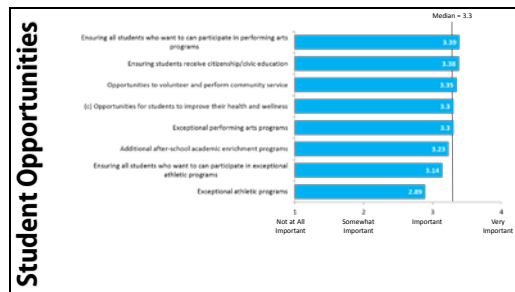 Student Opportunities
Median = 3.3
Ensuring all students who want to can participate in performing arts
programs
3.39
Ensuring students receive citizenship/civic education
3.38
Opportunities to volunteer and perform community service
3.35
(c) Opportunities for students to improve their health and wellness
3.3
Exceptional performing arts programs
3.3
Additional after-school academic enrichment programs
3.23
Ensuring all students who want to can participate in exceptional
athletic programs
3.14
Exceptional athletic programs
2.89
1 2 3 4
Not at All Somewhat Important Very
Important Important Important